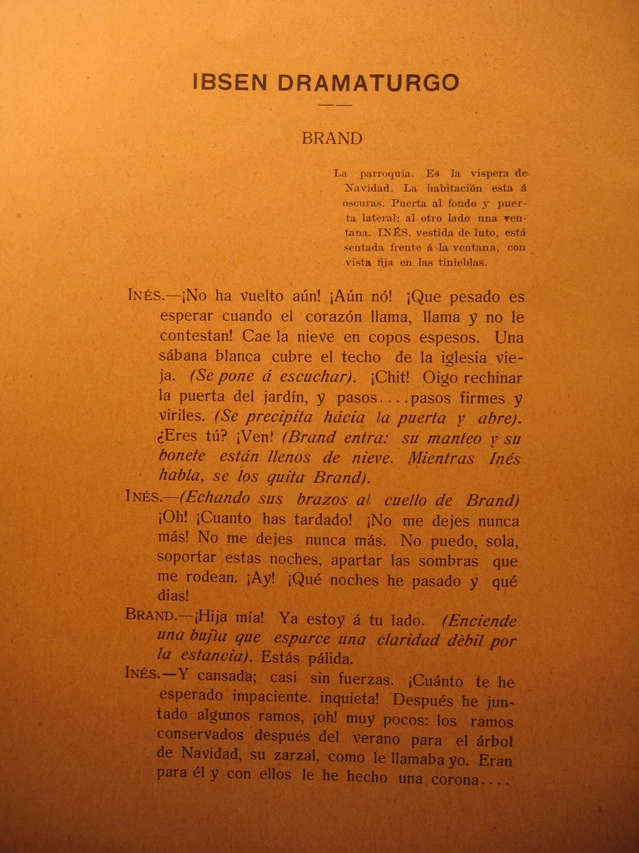 IBSEN DRAMATURGO
BRAND
La parroquia. Es la vispera de
Navidad. La habitación esta á
oscuras. Puerta al fondo y puer-
ta lateral; al otro lado una ven-
tana. INÉS. vestida de luto, está
sentada frente á la ventana, con
vista fija en las tinieblas.
INÉS.—¡No ha vuelto aún! ¡Aún nó! ¡Que pesado es
esperar cuando el corazón llama, llama y no le
contestan! Cae la nieve en copos espesos. Una
sábana blanca cubre el techo de la iglesia vie-
ja. (Se pone á escuchar). ¡Chit! Oigo rechinar
la puerta del jardín, y pasos....pasos firmes y
viriles. (Se precipita hácia la puerta y abre).
¿Eres tú? ¡Ven! (Brand entra: su manteo y su
bonete están llenos de nieve. Mientras Inés
habla, se los quita Brand).
INÉS.—(Echando sus brazos al cuello de Brand)
¡Oh! ¡Cuanto has tardado! ¡No me dejes nunca
más! No me dejes nunca más. No puedo, sola,
soportar estas noches, apartar las sombras que
me rodean. ¡Ay! ¡Qué noches he pasado y qué
dias!
BRAND.—¡Hija mía! Ya estoy á tu lado. (Enciende
una bujìa que esparce una claridad dèbil por
la estancia). Estás pálida.
INÉS.—Y cansada; casi sin fuerzas. ¡Cuánto te he
esperado impaciente. inquieta! Después he jun-
tado algunos ramos, ¡oh! muy pocos: los ramos
conservados después del verano para el árbol
de Navidad, su zarzal, como le llamaba yo. Eran
para él y con ellos le he hecho una corona....